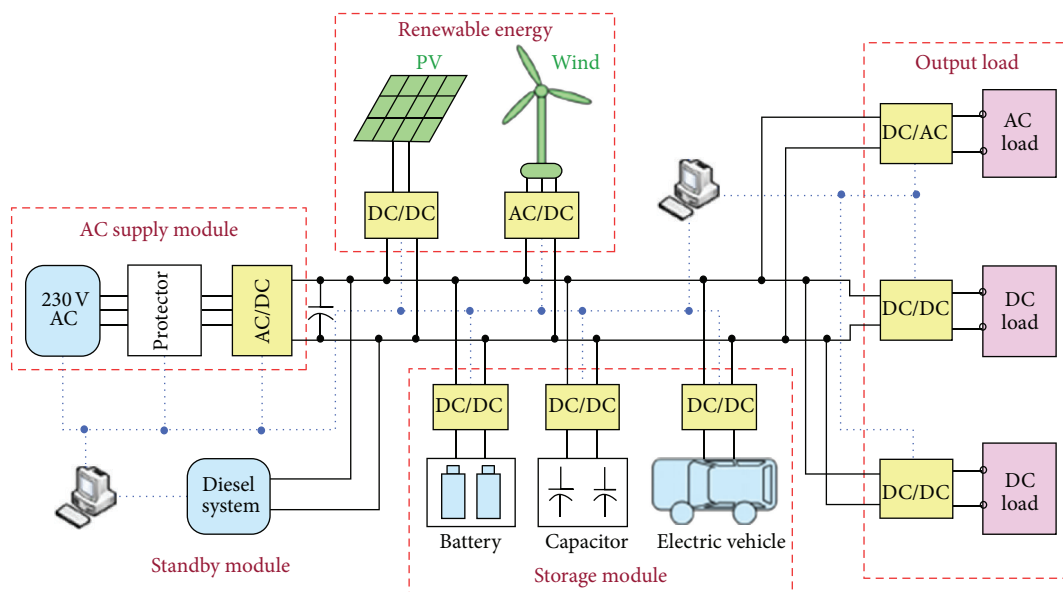 Renewable energy
PV
Wind
DC/DC
AC/DC
Output load
DC/AC
AC
load
DC/DC
DC
load
DC/DC
DC
load
AC supply module
230 V
AC
Protector
AC/DC
Diesel
system
Standby module
DC/DC
DC/DC
DC/DC
Battery
Capacitor
Electric vehicle
Storage module